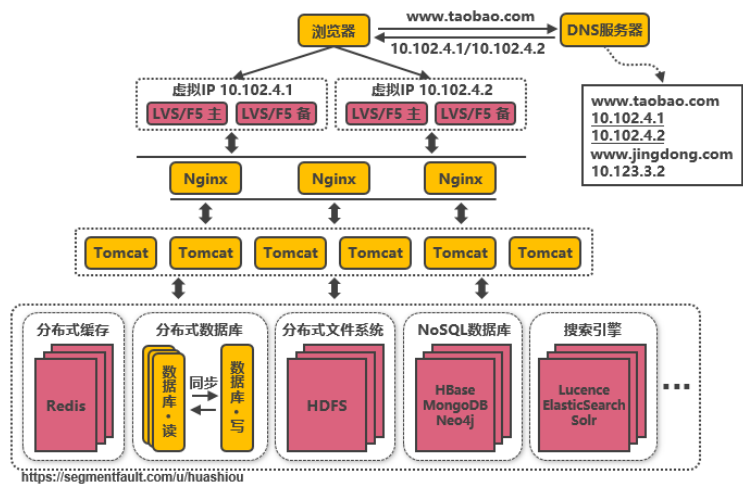 浏览器
www.taobao.com
10.102.4.1/10.102.4.2
DNS服务器
虚拟IP 10.102.4.1
LVS/F5 主
LVS/F5 备
虚拟IP 10.102.4.2
LVS/F5 主
LVS/F5 备
www.taobao.com
10.102.4.1
10.102.4.2
www.jingdong.com
10.123.3.2
Nginx
Nginx
Nginx
Tomcat
Tomcat
Tomcat
Tomcat
Tomcat
Tomcat
分布式缓存
Redis
分布式数据库
数据库·读
同步
数据库·写
分布式文件系统
HDFS
NoSQL数据库
HBase
MongoDB
Neo4j
搜索引擎
Lucence
ElasticSearch
Solr
...
https://segmentfault.com/u/huashiou